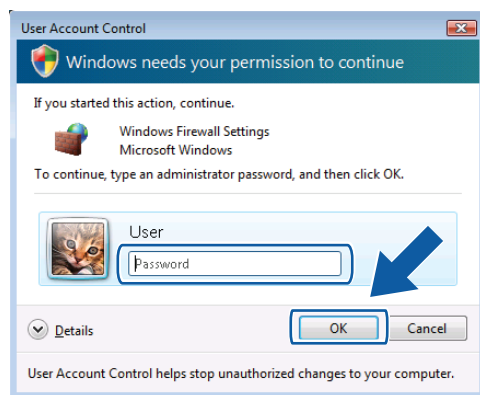 User Account Control
Windows needs your permission to continue
If you started this action, continue.
Windows Firewall Settings
Microsoft Windows
To continue, type an administrator password, and then click OK.
User
Password
Details
OK
Cancel
User Account Control helps stop unauthorized changes to your computer.